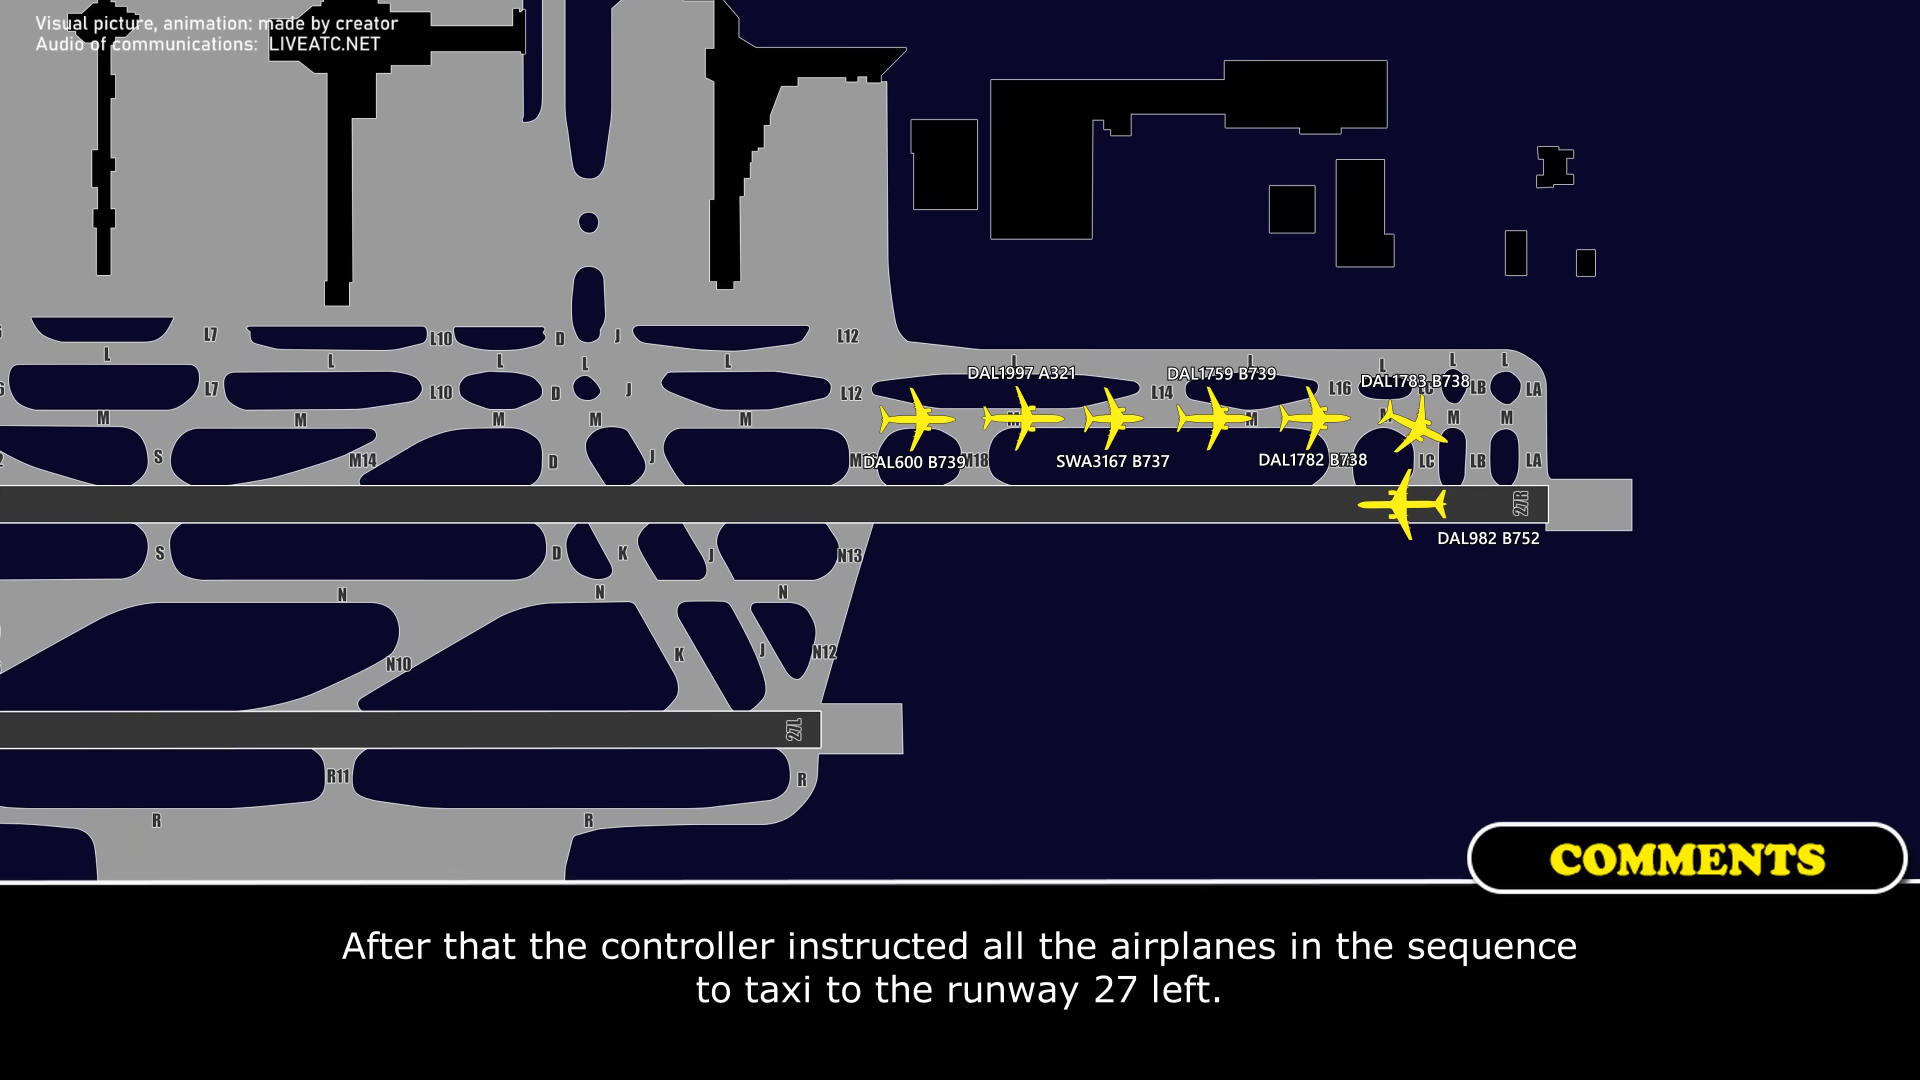 Visual picture, animation: made by creator
Audio of communications: LIVEATC.NET
L7 L10 D J L12
L L L L L L L L L
DAL1997 A321 DAL1759 B739 DAL1783 B738
L7 L10 D J L12 L14 L16 LC LB LA
M M M M M M M M M
S M14 D J M18 LC LB LA
DAL600 B739 SWA3167 B737 DAL1782 B738
27R
DAL982 B752
S D K J N13
N N N
N10 K J N12
27L
R11 R
R R
COMMENTS
After that the controller instructed all the airplanes in the sequence
to taxi to the runway 27 left.